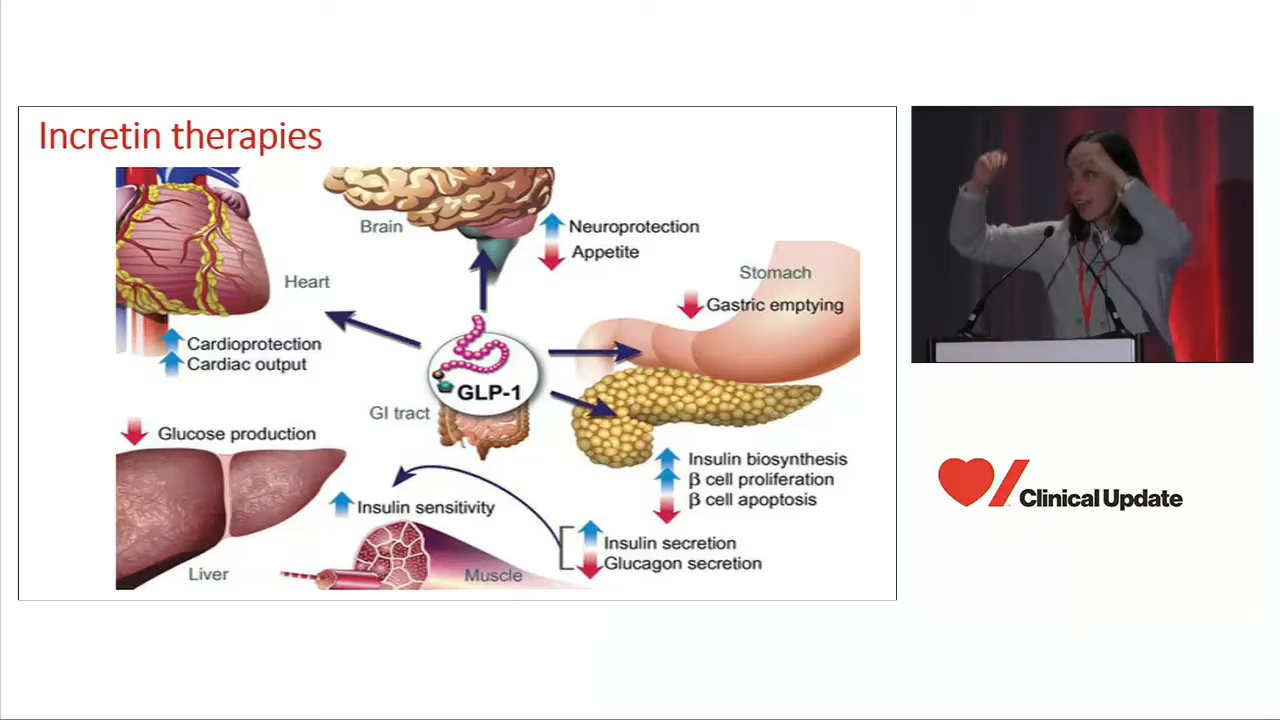 Incretin therapies
Brain
Neuroprotection
Appetite
Stomach
Gastric emptying
Heart
Cardioprotection
Cardiac output
GLP-1
GI tract
Glucose production
Insulin biosynthesis
β cell proliferation
β cell apoptosis
Insulin sensitivity
Insulin secretion
Glucagon secretion
Liver
Muscle
Clinical Update